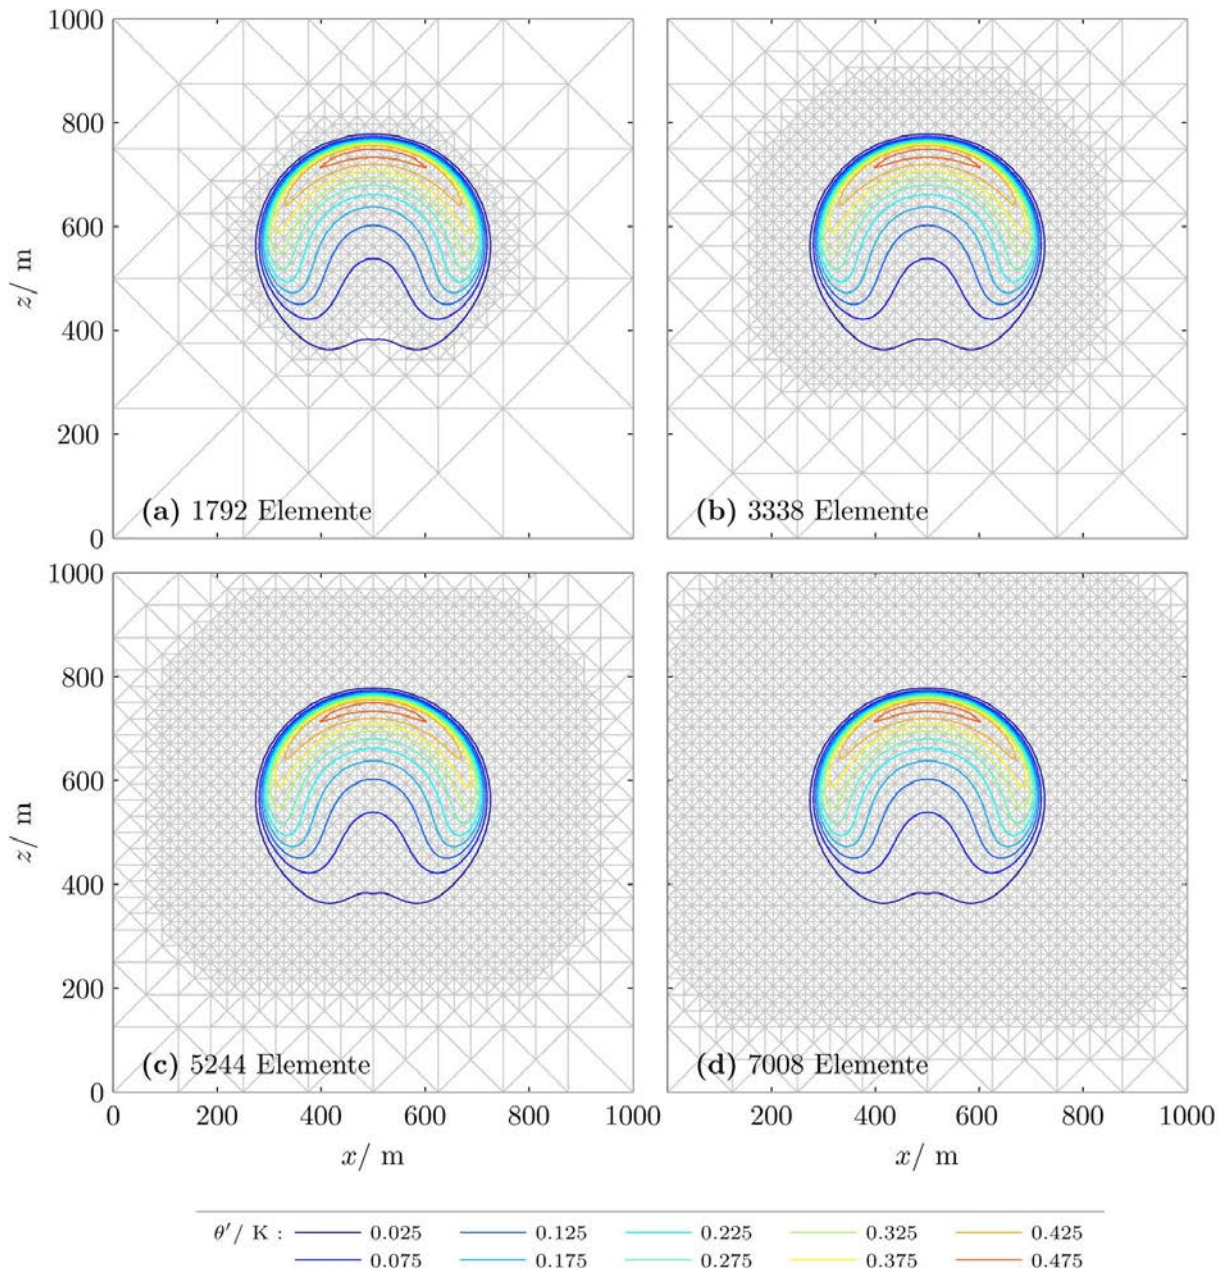 1000
800
600
z/ m
400
200
0
(a) 1792 Elemente
(b) 3338 Elemente
1000
800
600
z/ m
400
200
0
(c) 5244 Elemente
(d) 7008 Elemente
0 200 400 600 800 1000
200 400 600 800 1000
x/ m
x/ m
θ′/ K : 0.025 0.125 0.225 0.325 0.425
0.075 0.175 0.275 0.375 0.475